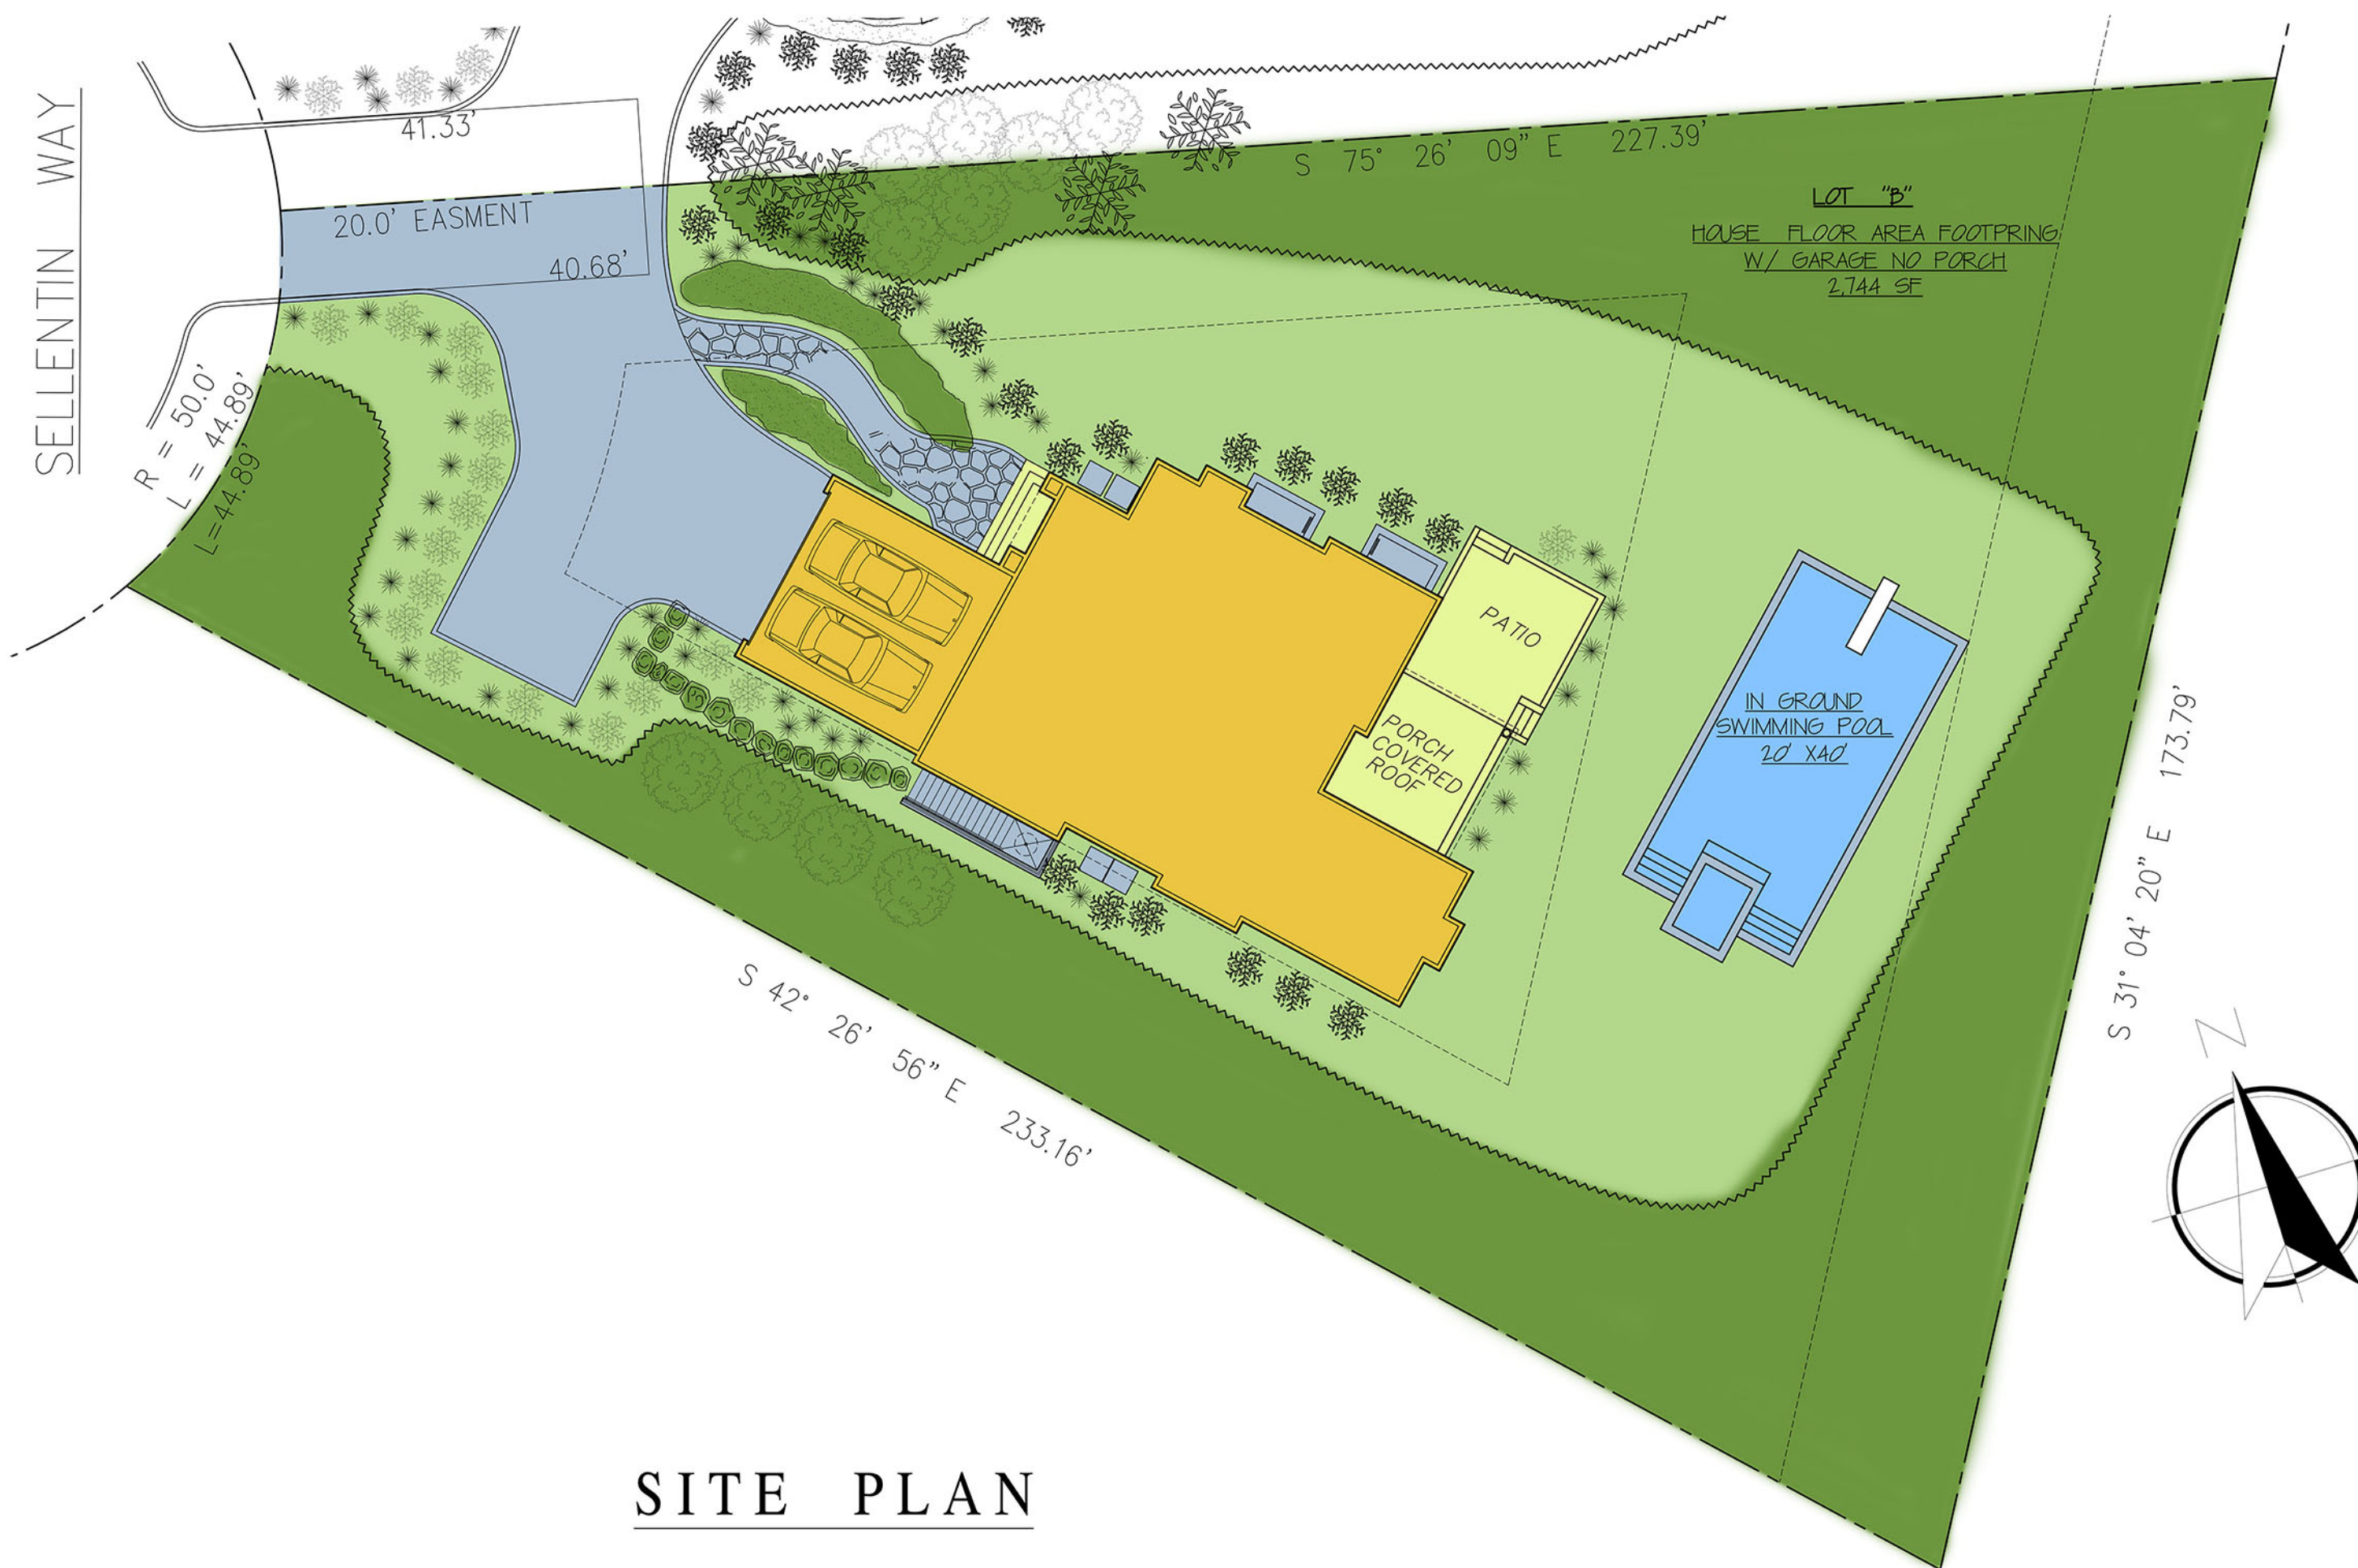 SELLENTIN WAY
41.33'
20.0' EASMENT
40.68'
R = 50.0'
L = 44.89'
L=44.89'
S 75° 26' 09" E 227.39'
LOT "B"
HOUSE FLOOR AREA FOOTPRING
W/ GARAGE NO PORCH
2,744 SF
PATIO
PORCH
COVERED
ROOF
IN GROUND
SWIMMING POOL
20' X40'
S 31° 04' 20" E 173.79'
S 42° 26' 56" E 233.16'
N
SITE PLAN